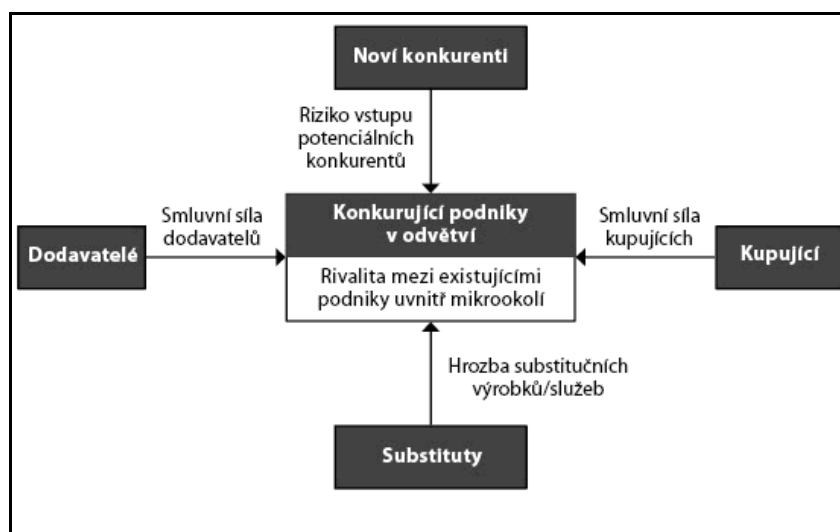 Noví konkurenti
Riziko vstupu
potenciálních
konkurentů
Smluvní síla
dodavatelů
Dodavatelé
Konkurující podniky
v odvětví
Rivalita mezi existujícími
podniky uvnitř mikrookolí
Smluvní síla
kupujících
Kupující
Hrozba substitučních
výrobků/služeb
Substituty